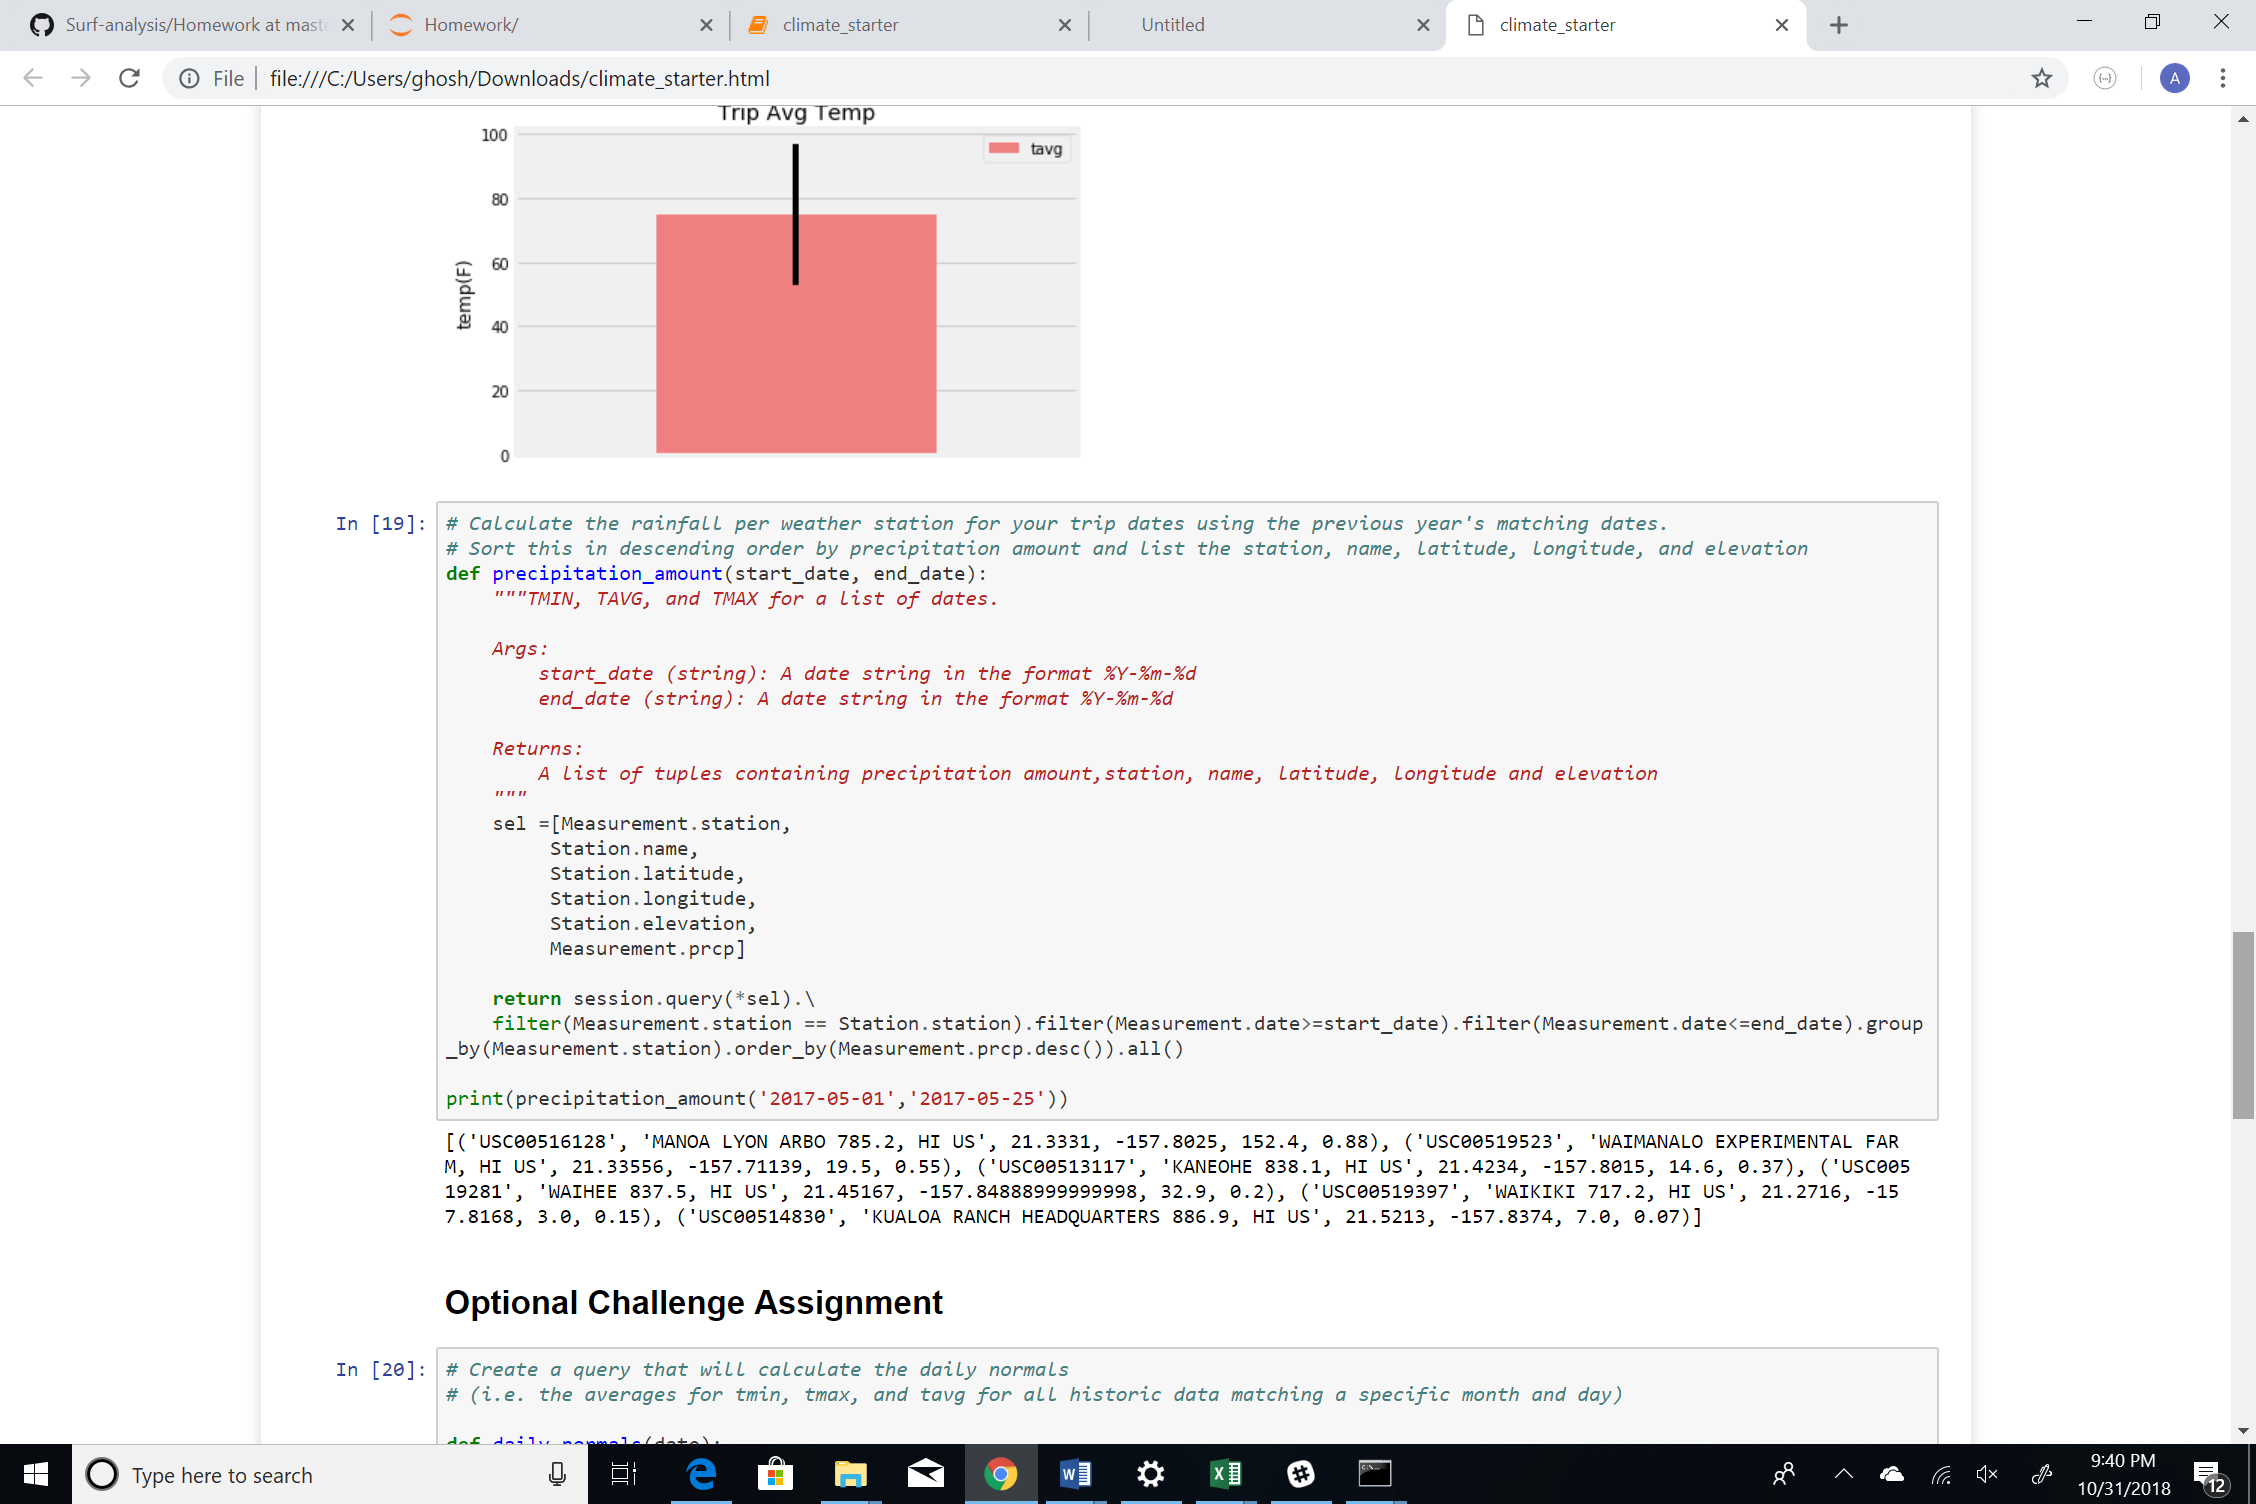 Surf-analysis/Homework at maste
Homework/
climate_starter
Untitled
climate_starter
File
file:///C:/Users/ghosh/Downloads/climate_starter.html
A
Trip Avg Temp
100
80
60
40
20
0
temp(F)
tavg
In [19]:
# Calculate the rainfall per weather station for your trip dates using the previous year's matching dates.
# Sort this in descending order by precipitation amount and list the station, name, latitude, longitude, and elevation
def precipitation_amount(start_date, end_date):
"""TMIN, TAVG, and TMAX for a list of dates.
Args:
start_date (string): A date string in the format %Y-%m-%d
end_date (string): A date string in the format %Y-%m-%d
Returns:
A list of tuples containing precipitation amount,station, name, latitude, longitude and elevation
"""
sel =[Measurement.station,
Station.name,
Station.latitude,
Station.longitude,
Station.elevation,
Measurement.prcp]
return session.query(*sel).\
filter(Measurement.station == Station.station).filter(Measurement.date>=start_date).filter(Measurement.date<=end_date).group
_by(Measurement.station).order_by(Measurement.prcp.desc()).all()
print(precipitation_amount('2017-05-01','2017-05-25'))
[('USC00516128', 'MANOA LYON ARBO 785.2, HI US', 21.3331, -157.8025, 152.4, 0.88), ('USC00519523', 'WAIMANALO EXPERIMENTAL FAR
M, HI US', 21.33556, -157.71139, 19.5, 0.55), ('USC00513117', 'KANEOHE 838.1, HI US', 21.4234, -157.8015, 14.6, 0.37), ('USC005
19281', 'WAIHEE 837.5, HI US', 21.45167, -157.84888999999998, 32.9, 0.2), ('USC00519397', 'WAIKIKI 717.2, HI US', 21.2716, -15
7.8168, 3.0, 0.15), ('USC00514830', 'KUALOA RANCH HEADQUARTERS 886.9, HI US', 21.5213, -157.8374, 7.0, 0.07)]
Optional Challenge Assignment
In [20]:
# Create a query that will calculate the daily normals
# (i.e. the averages for tmin, tmax, and tavg for all historic data matching a specific month and day)
def daily_normals(date):
Type here to search
9:40 PM
10/31/2018
12